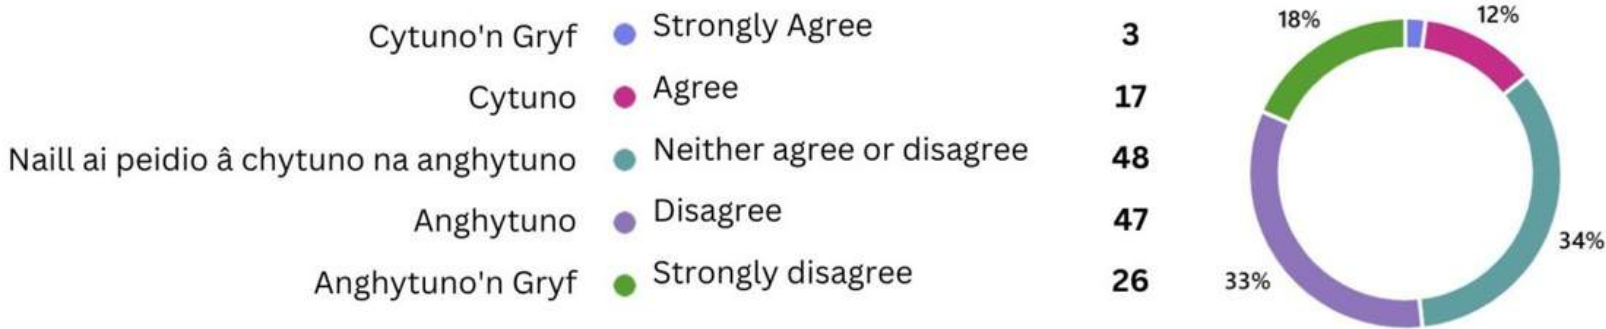 Cytuno'n Gryf Strongly Agree 3
Cytuno Agree 17
Naill ai peidio â chytuno na anghytuno Neither agree or disagree 48
Anghytuno Disagree 47
Anghytuno'n Gryf Strongly disagree 26
18%
12%
34%
33%